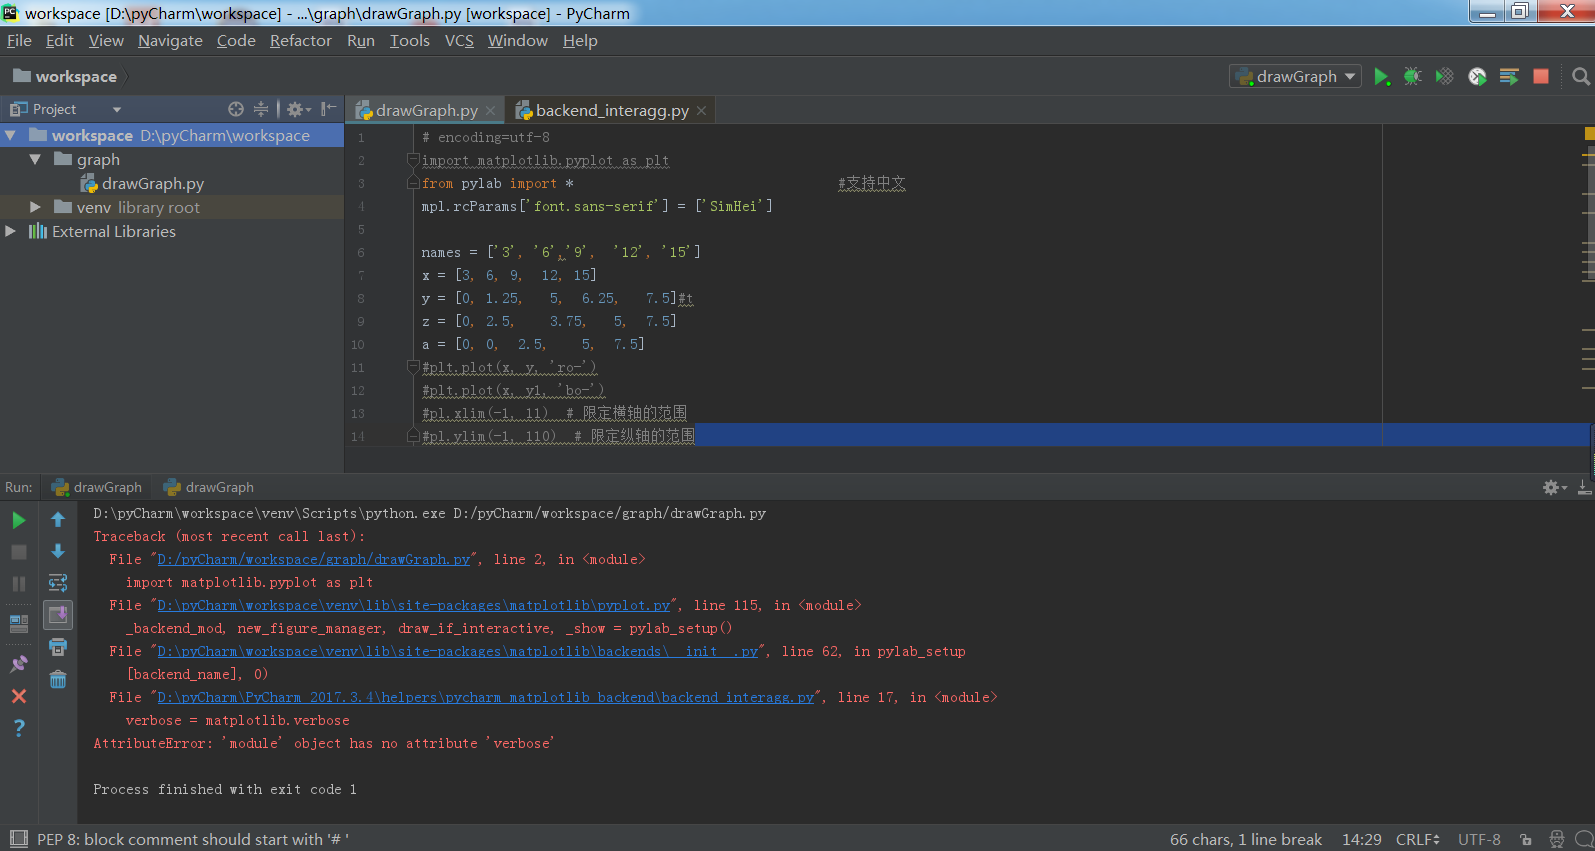 workspace [D:\pyCharm\workspace] - ...\graph\drawGraph.py [workspace] - PyCharm
File Edit View Navigate Code Refactor Run Tools VCS Window Help
workspace
drawGraph
Project
drawGraph.py
backend_interagg.py
workspace D:\pyCharm\workspace
graph
drawGraph.py
venv library root
External Libraries
1 # encoding=utf-8
2 import matplotlib.pyplot as plt
3 from pylab import * #支持中文
4 mpl.rcParams['font.sans-serif'] = ['SimHei']
5
6 names = ['3', '6','9', '12', '15']
7 x = [3, 6, 9, 12, 15]
8 y = [0, 1.25, 5, 6.25, 7.5]#t
9 z = [0, 2.5, 3.75, 5, 7.5]
10 a = [0, 0, 2.5, 5, 7.5]
11 #plt.plot(x, y, 'ro-')
12 #plt.plot(x, y1, 'bo-')
13 #pl.xlim(-1, 11) # 限定横轴的范围
14 #pl.ylim(-1, 110) # 限定纵轴的范围
Run: drawGraph drawGraph
D:\pyCharm\workspace\venv\Scripts\python.exe D:/pyCharm/workspace/graph/drawGraph.py
Traceback (most recent call last):
File "D:/pyCharm/workspace/graph/drawGraph.py", line 2, in <module>
import matplotlib.pyplot as plt
File "D:\pyCharm\workspace\venv\lib\site-packages\matplotlib\pyplot.py", line 115, in <module>
_backend_mod, new_figure_manager, draw_if_interactive, _show = pylab_setup()
File "D:\pyCharm\workspace\venv\lib\site-packages\matplotlib\backends\__init__.py", line 62, in pylab_setup
[backend_name], 0)
File "D:\pyCharm\PyCharm 2017.3.4\helpers\pycharm_matplotlib_backend\backend_interagg.py", line 17, in <module>
verbose = matplotlib.verbose
AttributeError: 'module' object has no attribute 'verbose'
Process finished with exit code 1
PEP 8: block comment should start with '# '
66 chars, 1 line break 14:29 CRLF UTF-8